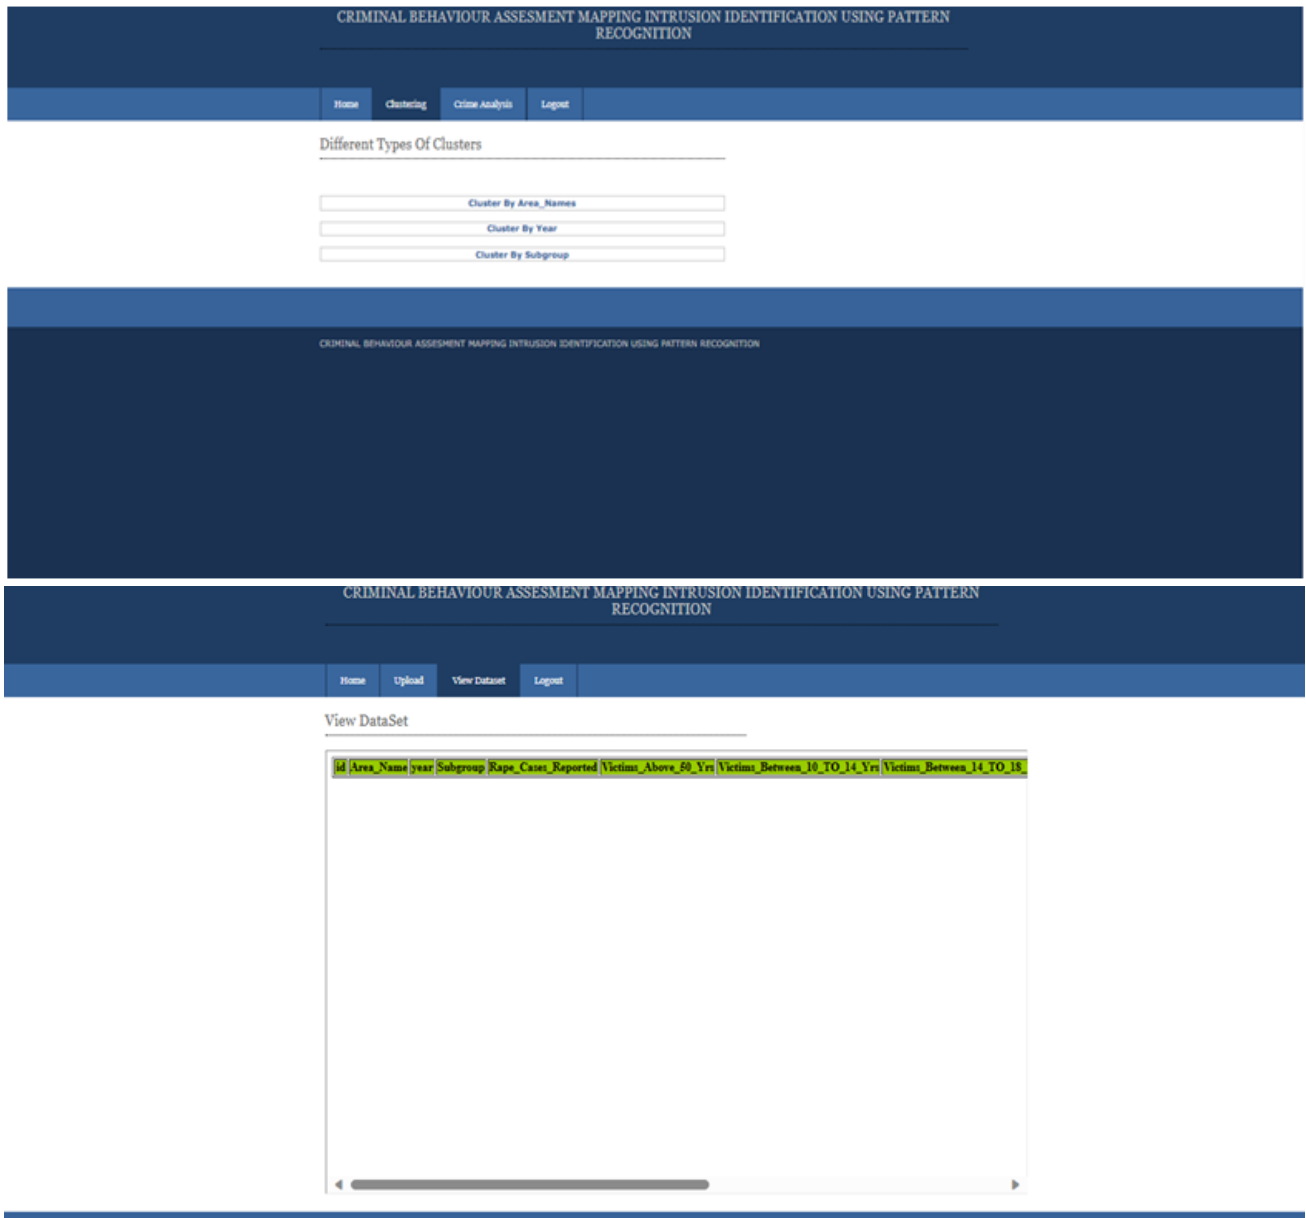 CRIMINAL BEHAVIOUR ASSESMENT MAPPING INTRUSION IDENTIFICATION USING PATTERN
RECOGNITION
Home Clustering Crime Analysis Logout
Different Types Of Clusters
Cluster By Area_Names
Cluster By Year
Cluster By Subgroup
CRIMINAL BEHAVIOUR ASSESMENT MAPPING INTRUSION IDENTIFICATION USING PATTERN RECOGNITION
CRIMINAL BEHAVIOUR ASSESMENT MAPPING INTRUSION IDENTIFICATION USING PATTERN
RECOGNITION
Home Upload View Dataset Logout
View DataSet
id Area_Name year Subgroup Rape_Cases_Reported Victims_Above_50_Yrs Victims_Between_10_TO_14_Yrs Victims_Between_14_TO_18_